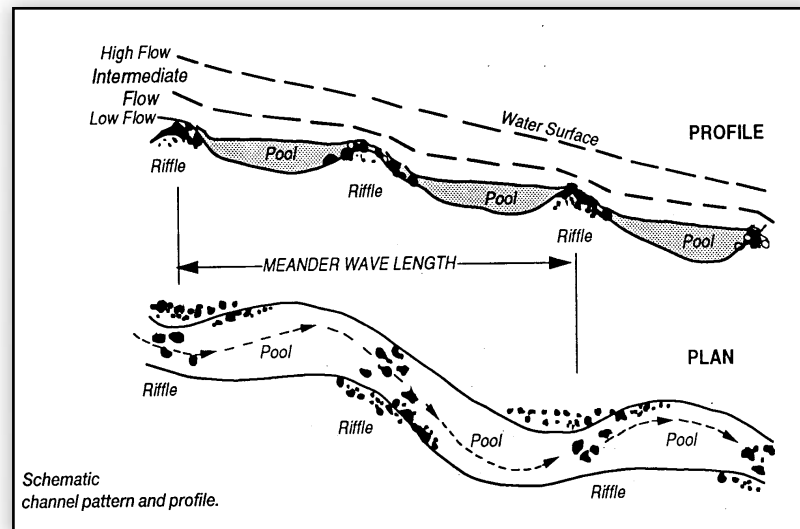 High Flow
Intermediate
Flow
Low Flow
Water Surface
PROFILE
Riffle
Pool
Riffle
Pool
Riffle
Pool
MEANDER WAVE LENGTH
Pool
PLAN
Riffle
Riffle
Pool
Pool
Riffle
Schematic
channel pattern and profile.